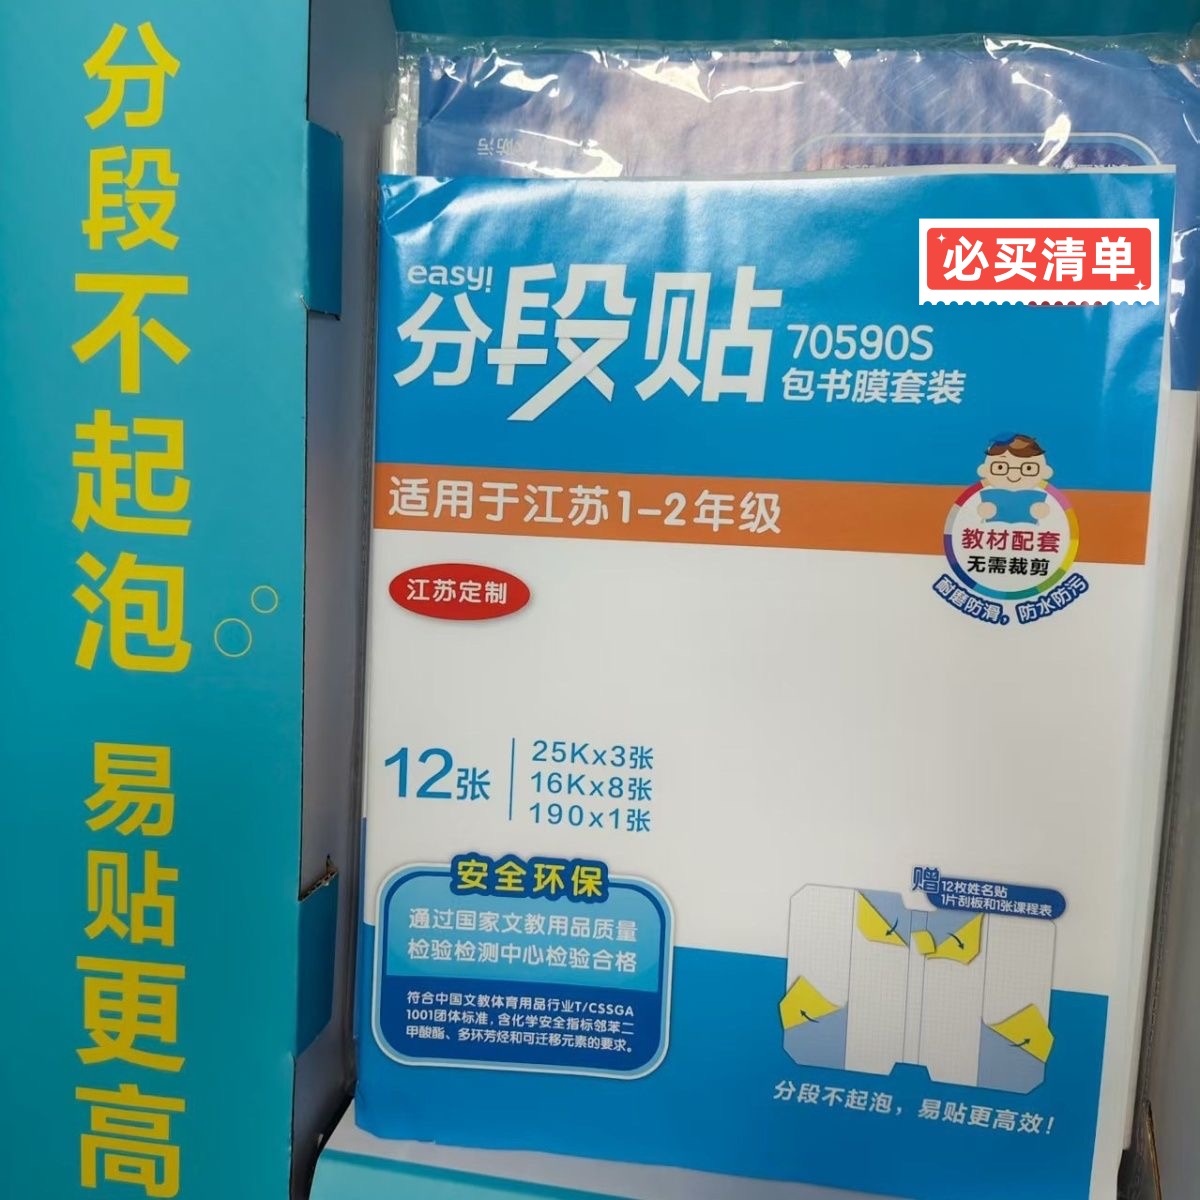 分段不起泡 易贴更高
防污
必买清单
easy!
分段贴
70590S
包书膜套装
适用于江苏1-2年级
教材配套
无需裁剪
耐磨防滑，防水防污
江苏定制
12张
25Kx3张
16Kx8张
190x1张
安全环保
通过国家文教用品质量
检验检测中心检验合格
符合中国文教体育用品行业T/CSSGA
1001团体标准，含化学安全指标邻苯二
甲酸酯、多环芳烃和可迁移元素的要求。
赠
12枚姓名贴
1片刮板和1张课程表
分段不起泡，易贴更高效！